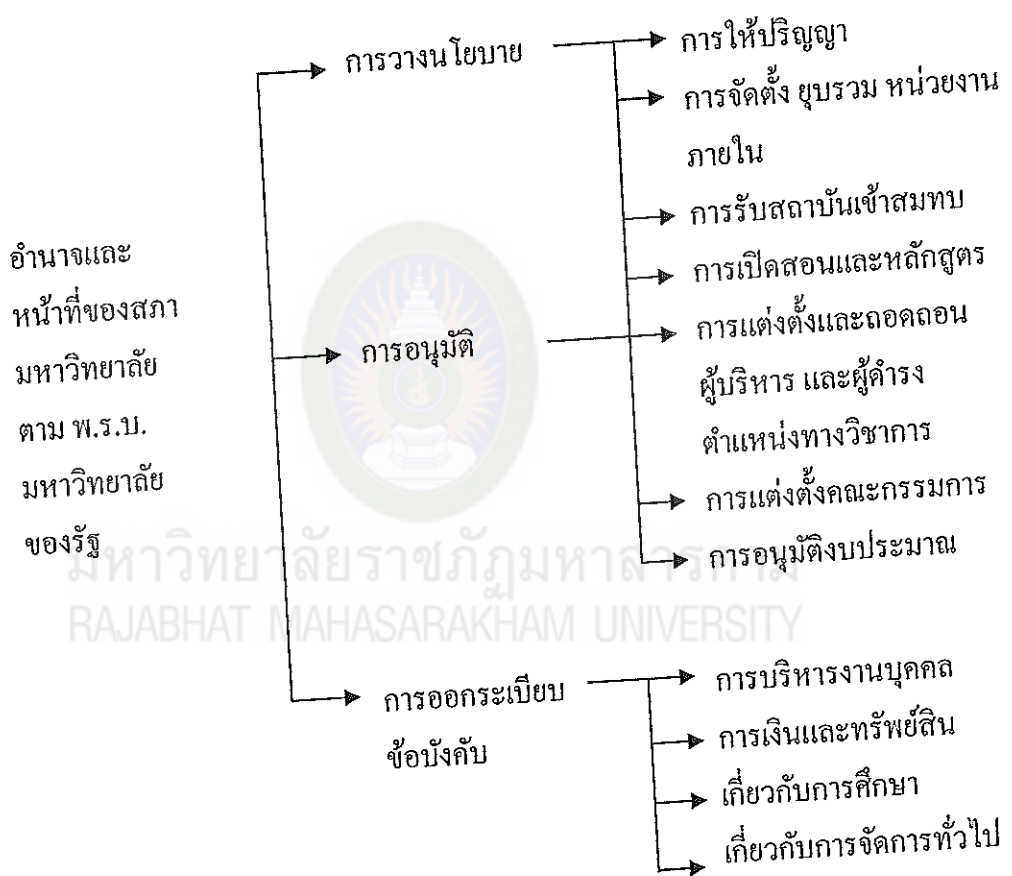 อำนาจและ
หน้าที่ของสภา
มหาวิทยาลัย
ตาม พ.ร.บ.
มหาวิทยาลัย
ของรัฐ
การวางนโยบาย
การอนุมัติ
การออกระเบียบ
ข้อบังคับ
การให้ปริญญา
การจัดตั้ง ยุบรวม หน่วยงาน
ภายใน
การรับสถาบันเข้าสมทบ
การเปิดสอนและหลักสูตร
การแต่งตั้งและถอดถอน
ผู้บริหาร และผู้ดำรง
ตำแหน่งทางวิชาการ
การแต่งตั้งคณะกรรมการ
การอนุมัติงบประมาณ
การบริหารงานบุคคล
การเงินและทรัพย์สิน
เกี่ยวกับการศึกษา
เกี่ยวกับการจัดการทั่วไป
มหาวิทยาลัยราชภัฏมหาสารคาม
RAJABHAT MAHASARAKHAM UNIVERSITY